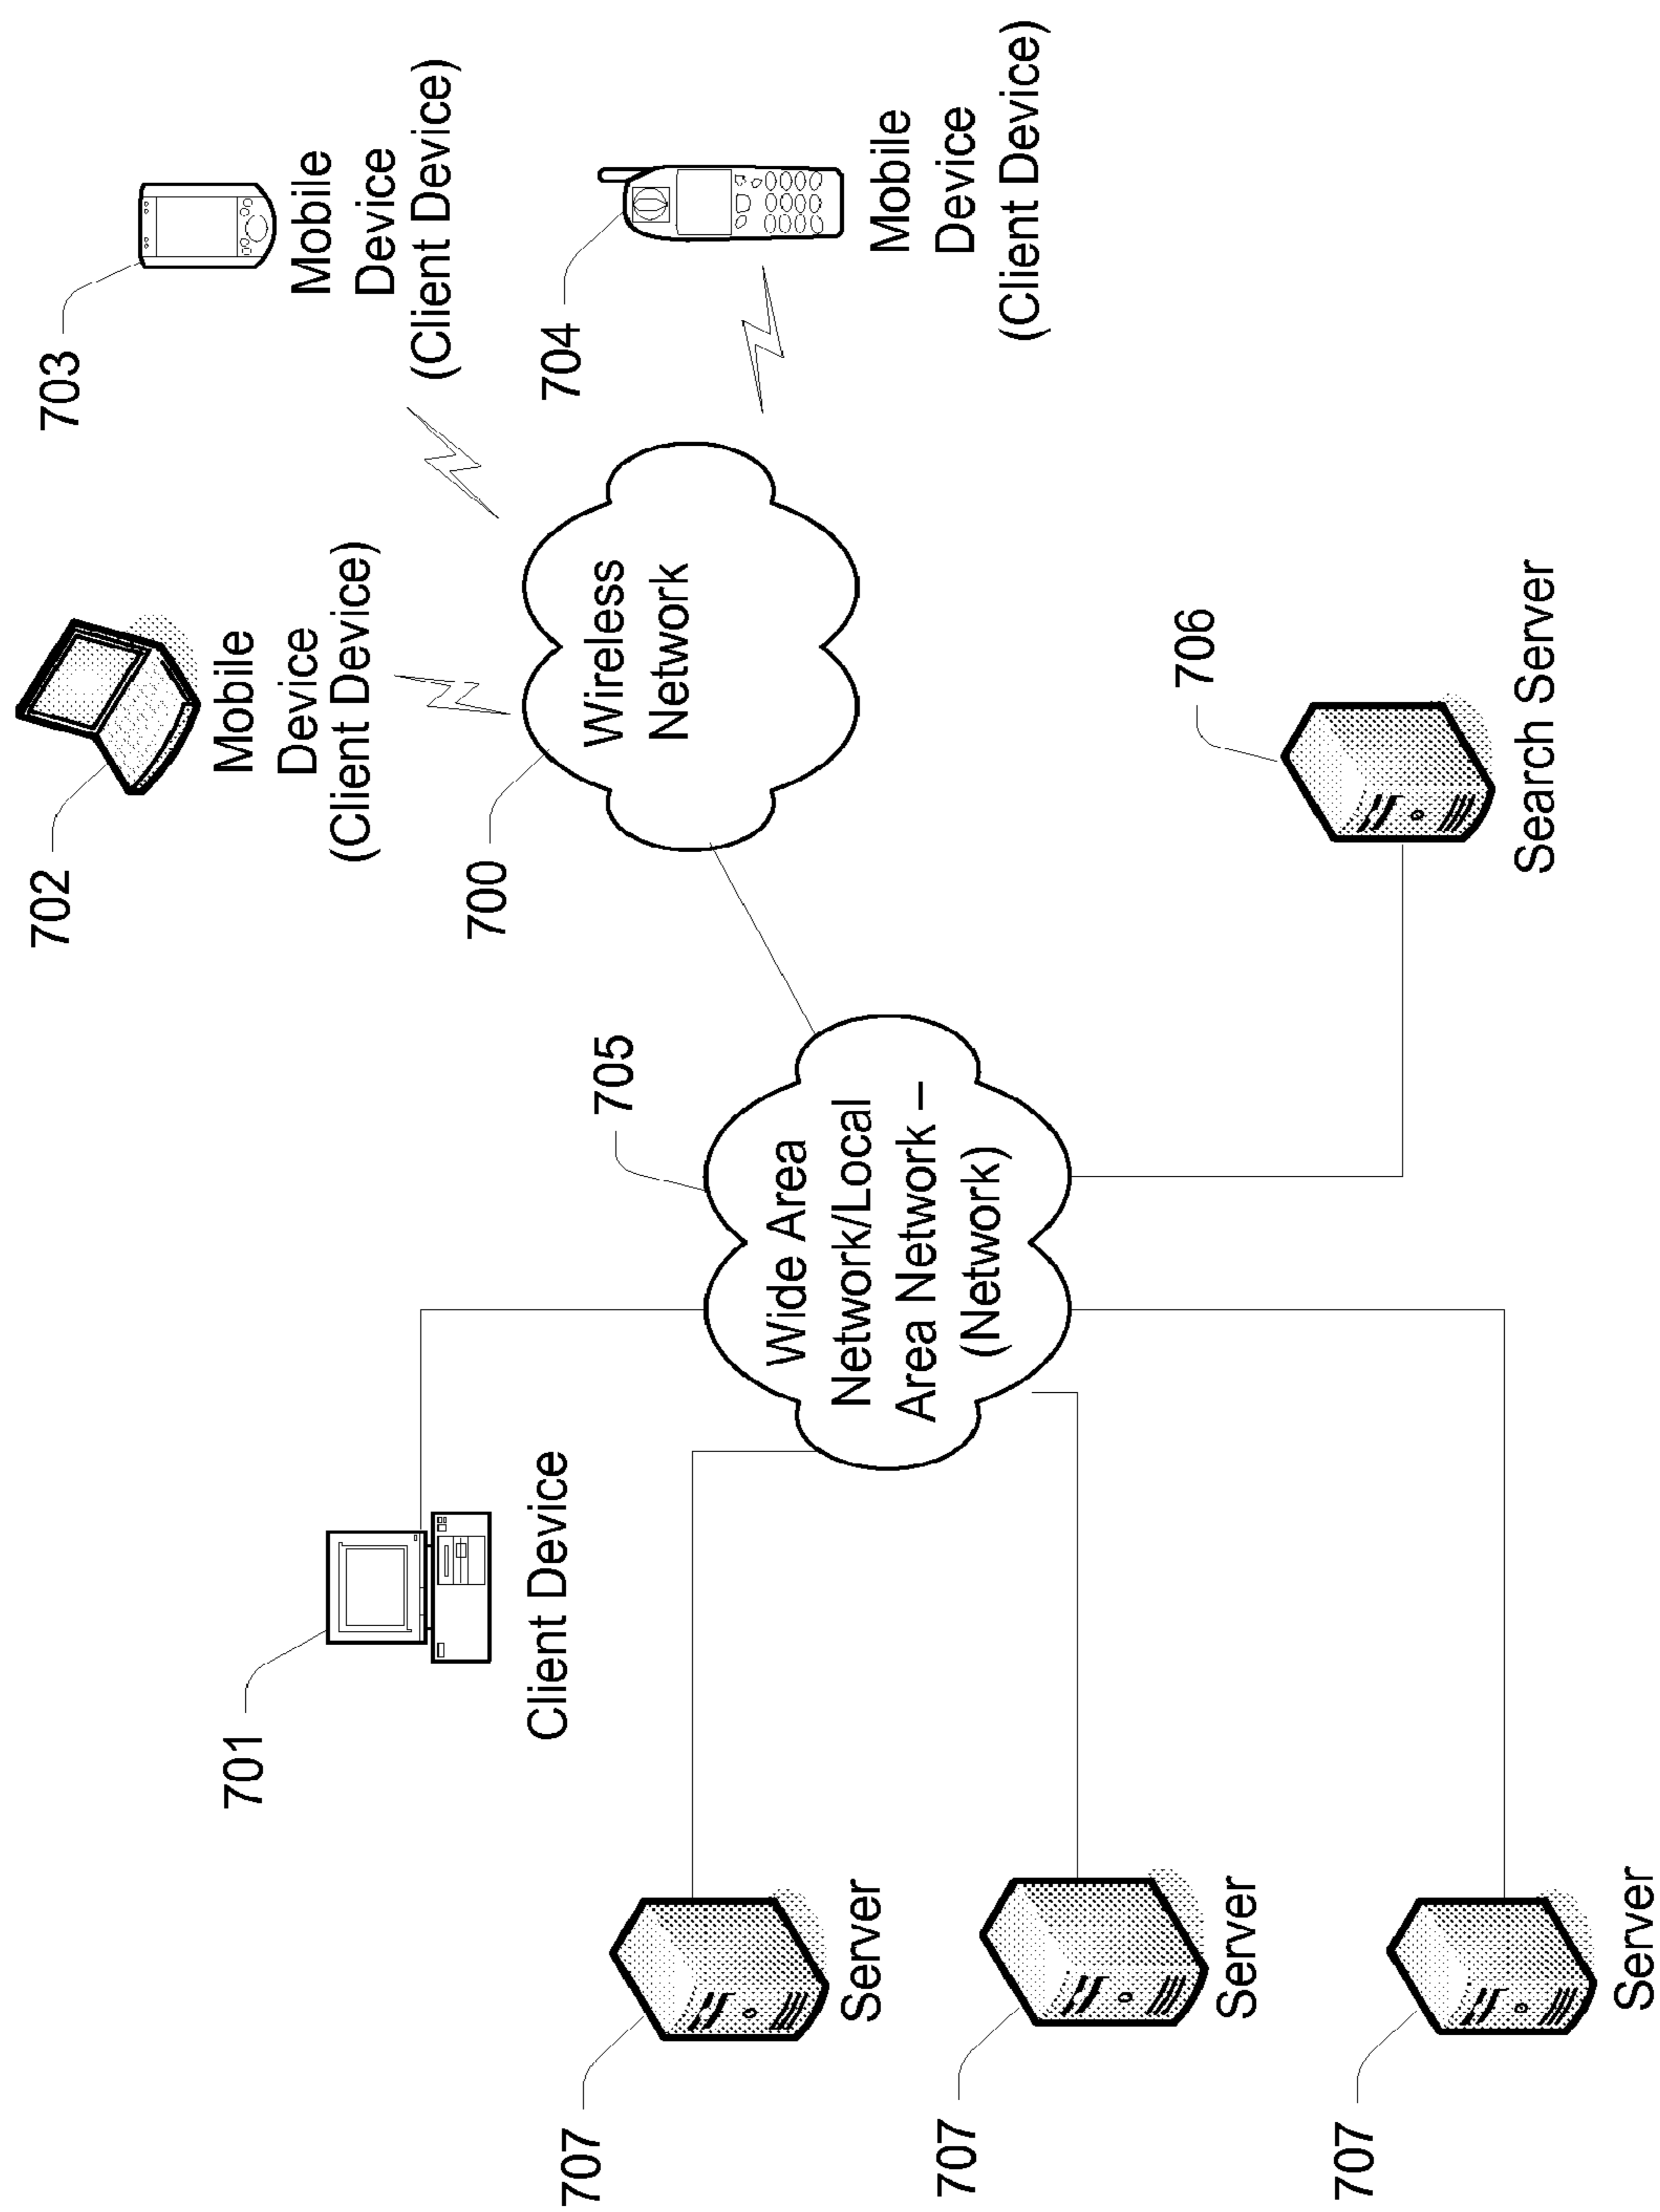 702
Mobile
Device
(Client Device)
703
Mobile
Device
(Client Device)
701
Client Device
700
Wireless
Network
704
Mobile
Device
(Client Device)
705
Wide Area
Network/Local
Area Network –
(Network)
707
Server
707
Server
707
Server
706
Search Server